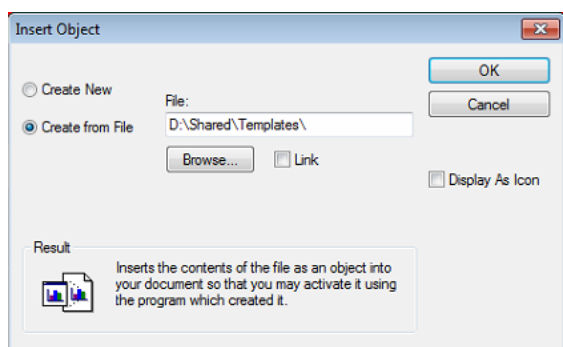 Insert Object
Create New
File:
Create from File
D:\Shared\Templates\
Browse...
Link
OK
Cancel
Display As Icon
Result
Inserts the contents of the file as an object into
your document so that you may activate it using
the program which created it.